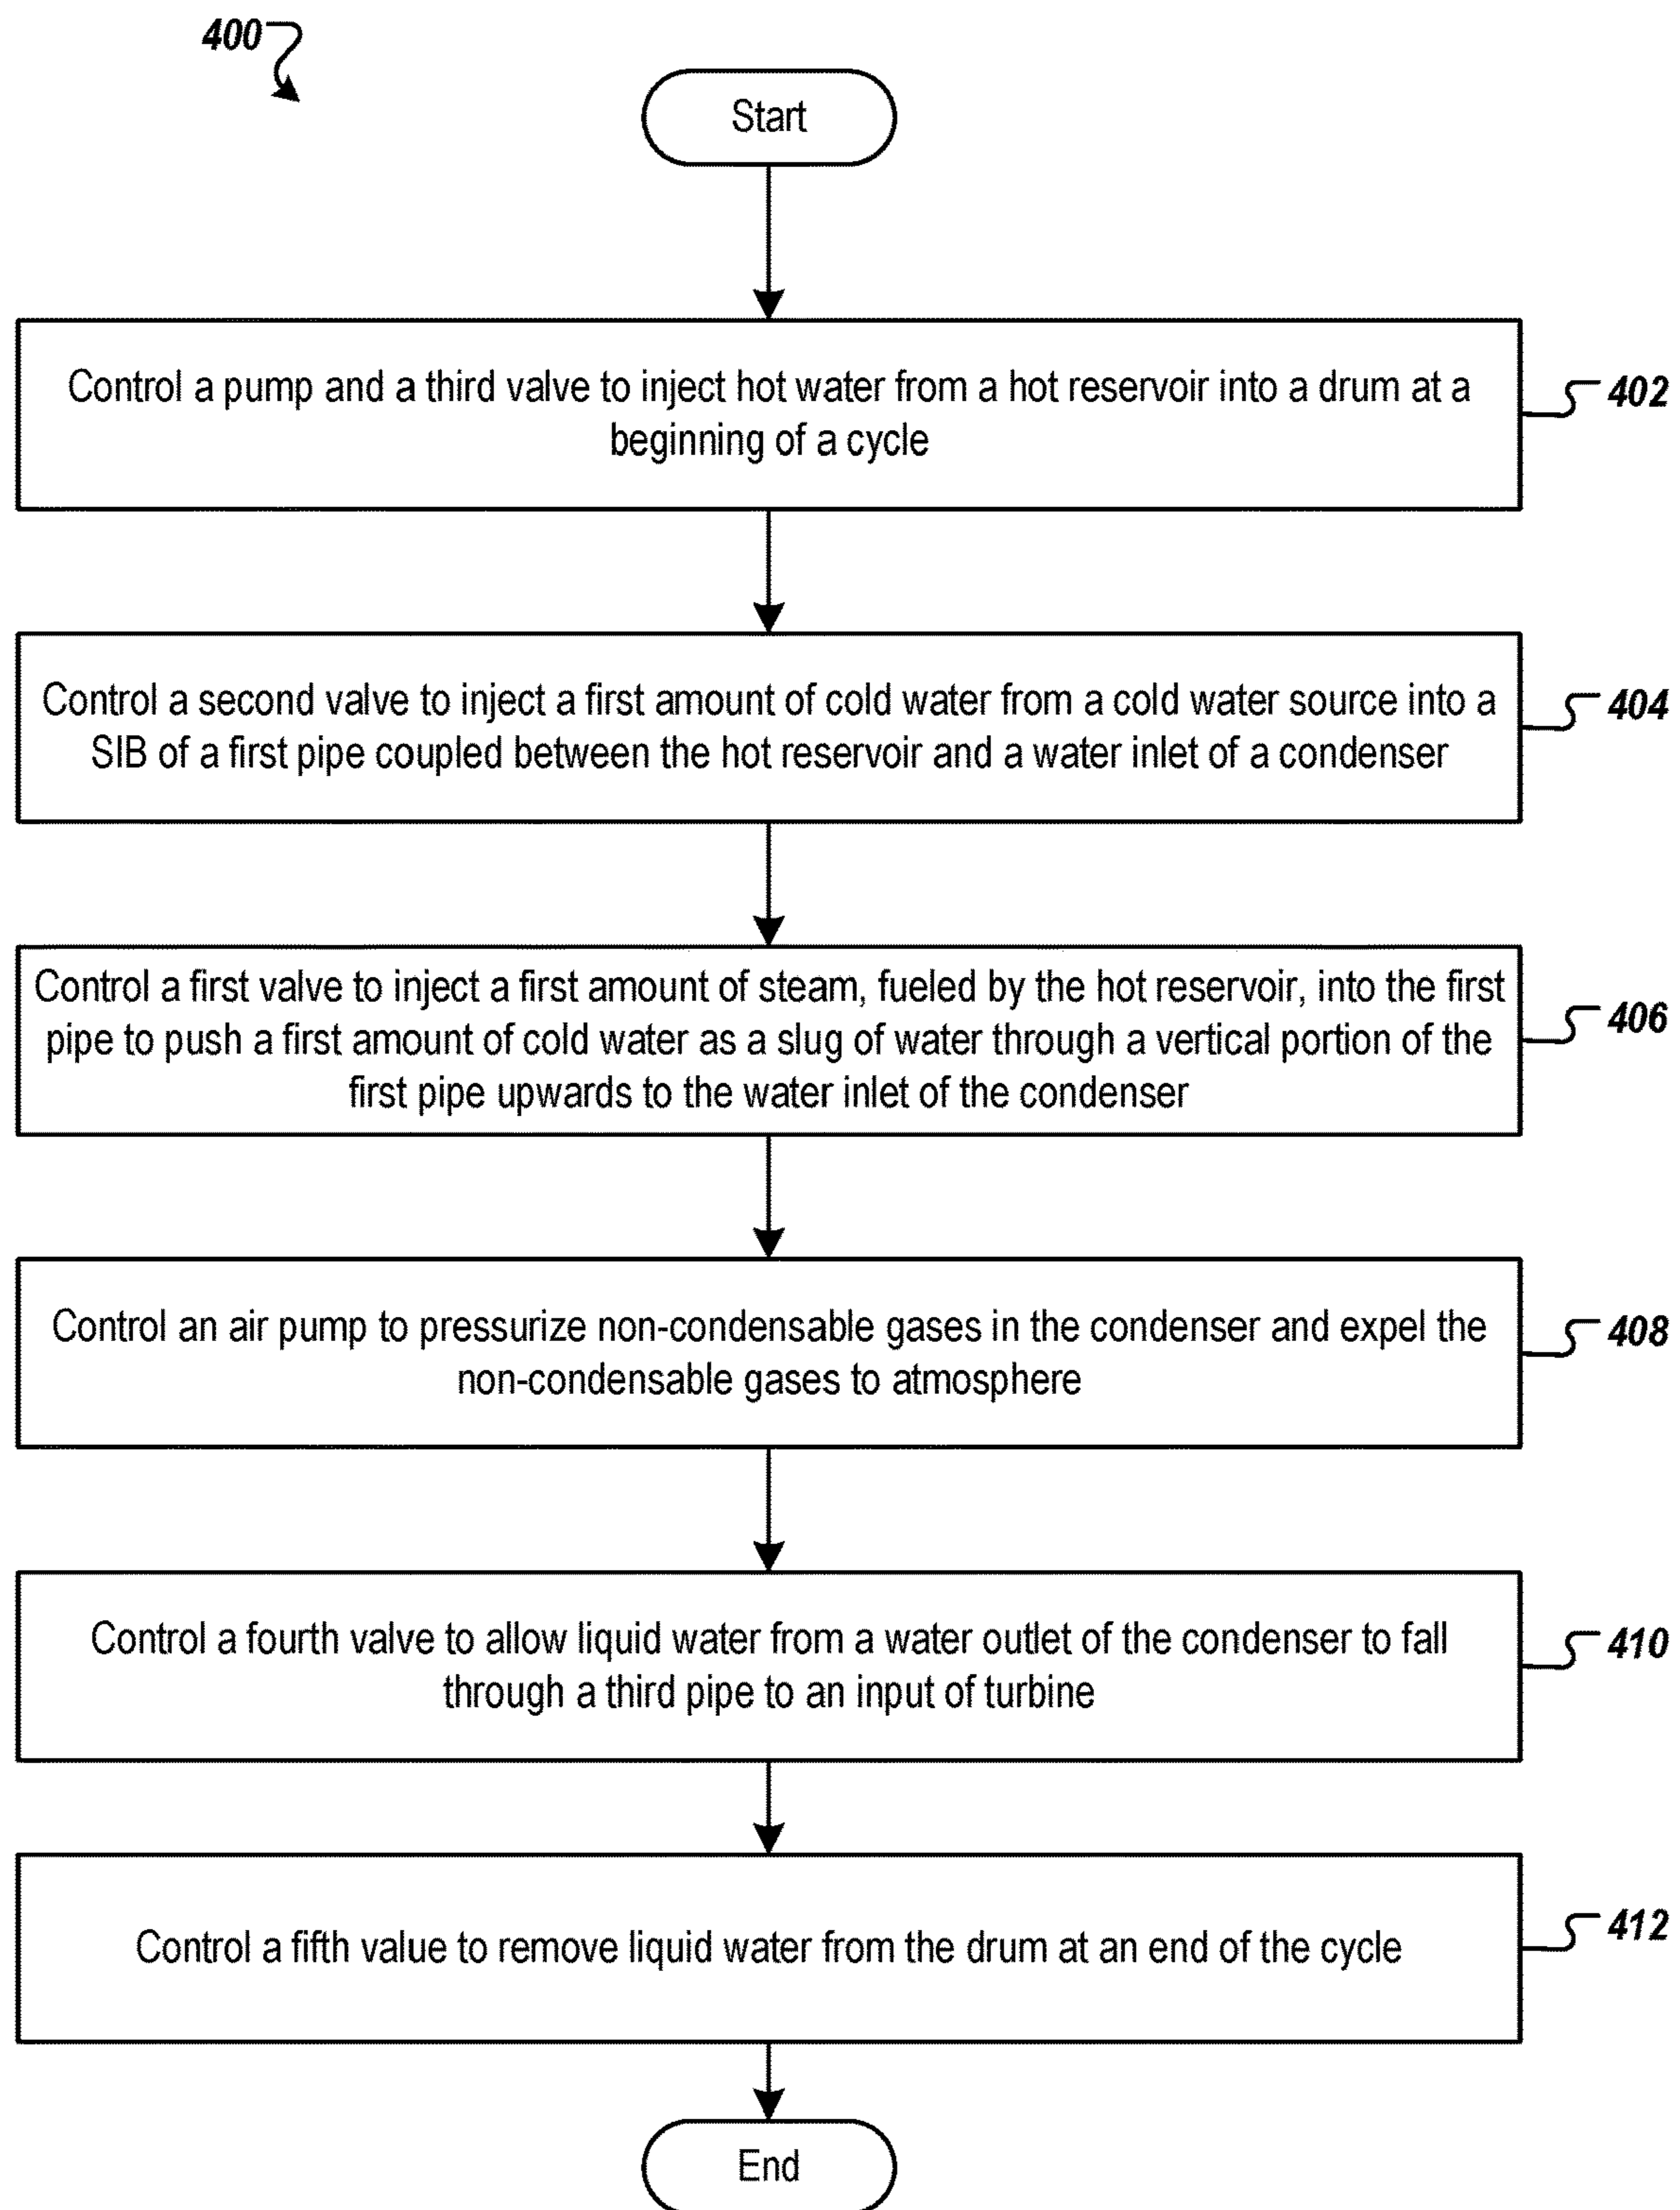 400
Start
Control a pump and a third valve to inject hot water from a hot reservoir into a drum at a
beginning of a cycle
402
Control a second valve to inject a first amount of cold water from a cold water source into a
SIB of a first pipe coupled between the hot reservoir and a water inlet of a condenser
404
Control a first valve to inject a first amount of steam, fueled by the hot reservoir, into the first
pipe to push a first amount of cold water as a slug of water through a vertical portion of the
first pipe upwards to the water inlet of the condenser
406
Control an air pump to pressurize non-condensable gases in the condenser and expel the
non-condensable gases to atmosphere
408
Control a fourth valve to allow liquid water from a water outlet of the condenser to fall
through a third pipe to an input of turbine
410
Control a fifth value to remove liquid water from the drum at an end of the cycle
412
End